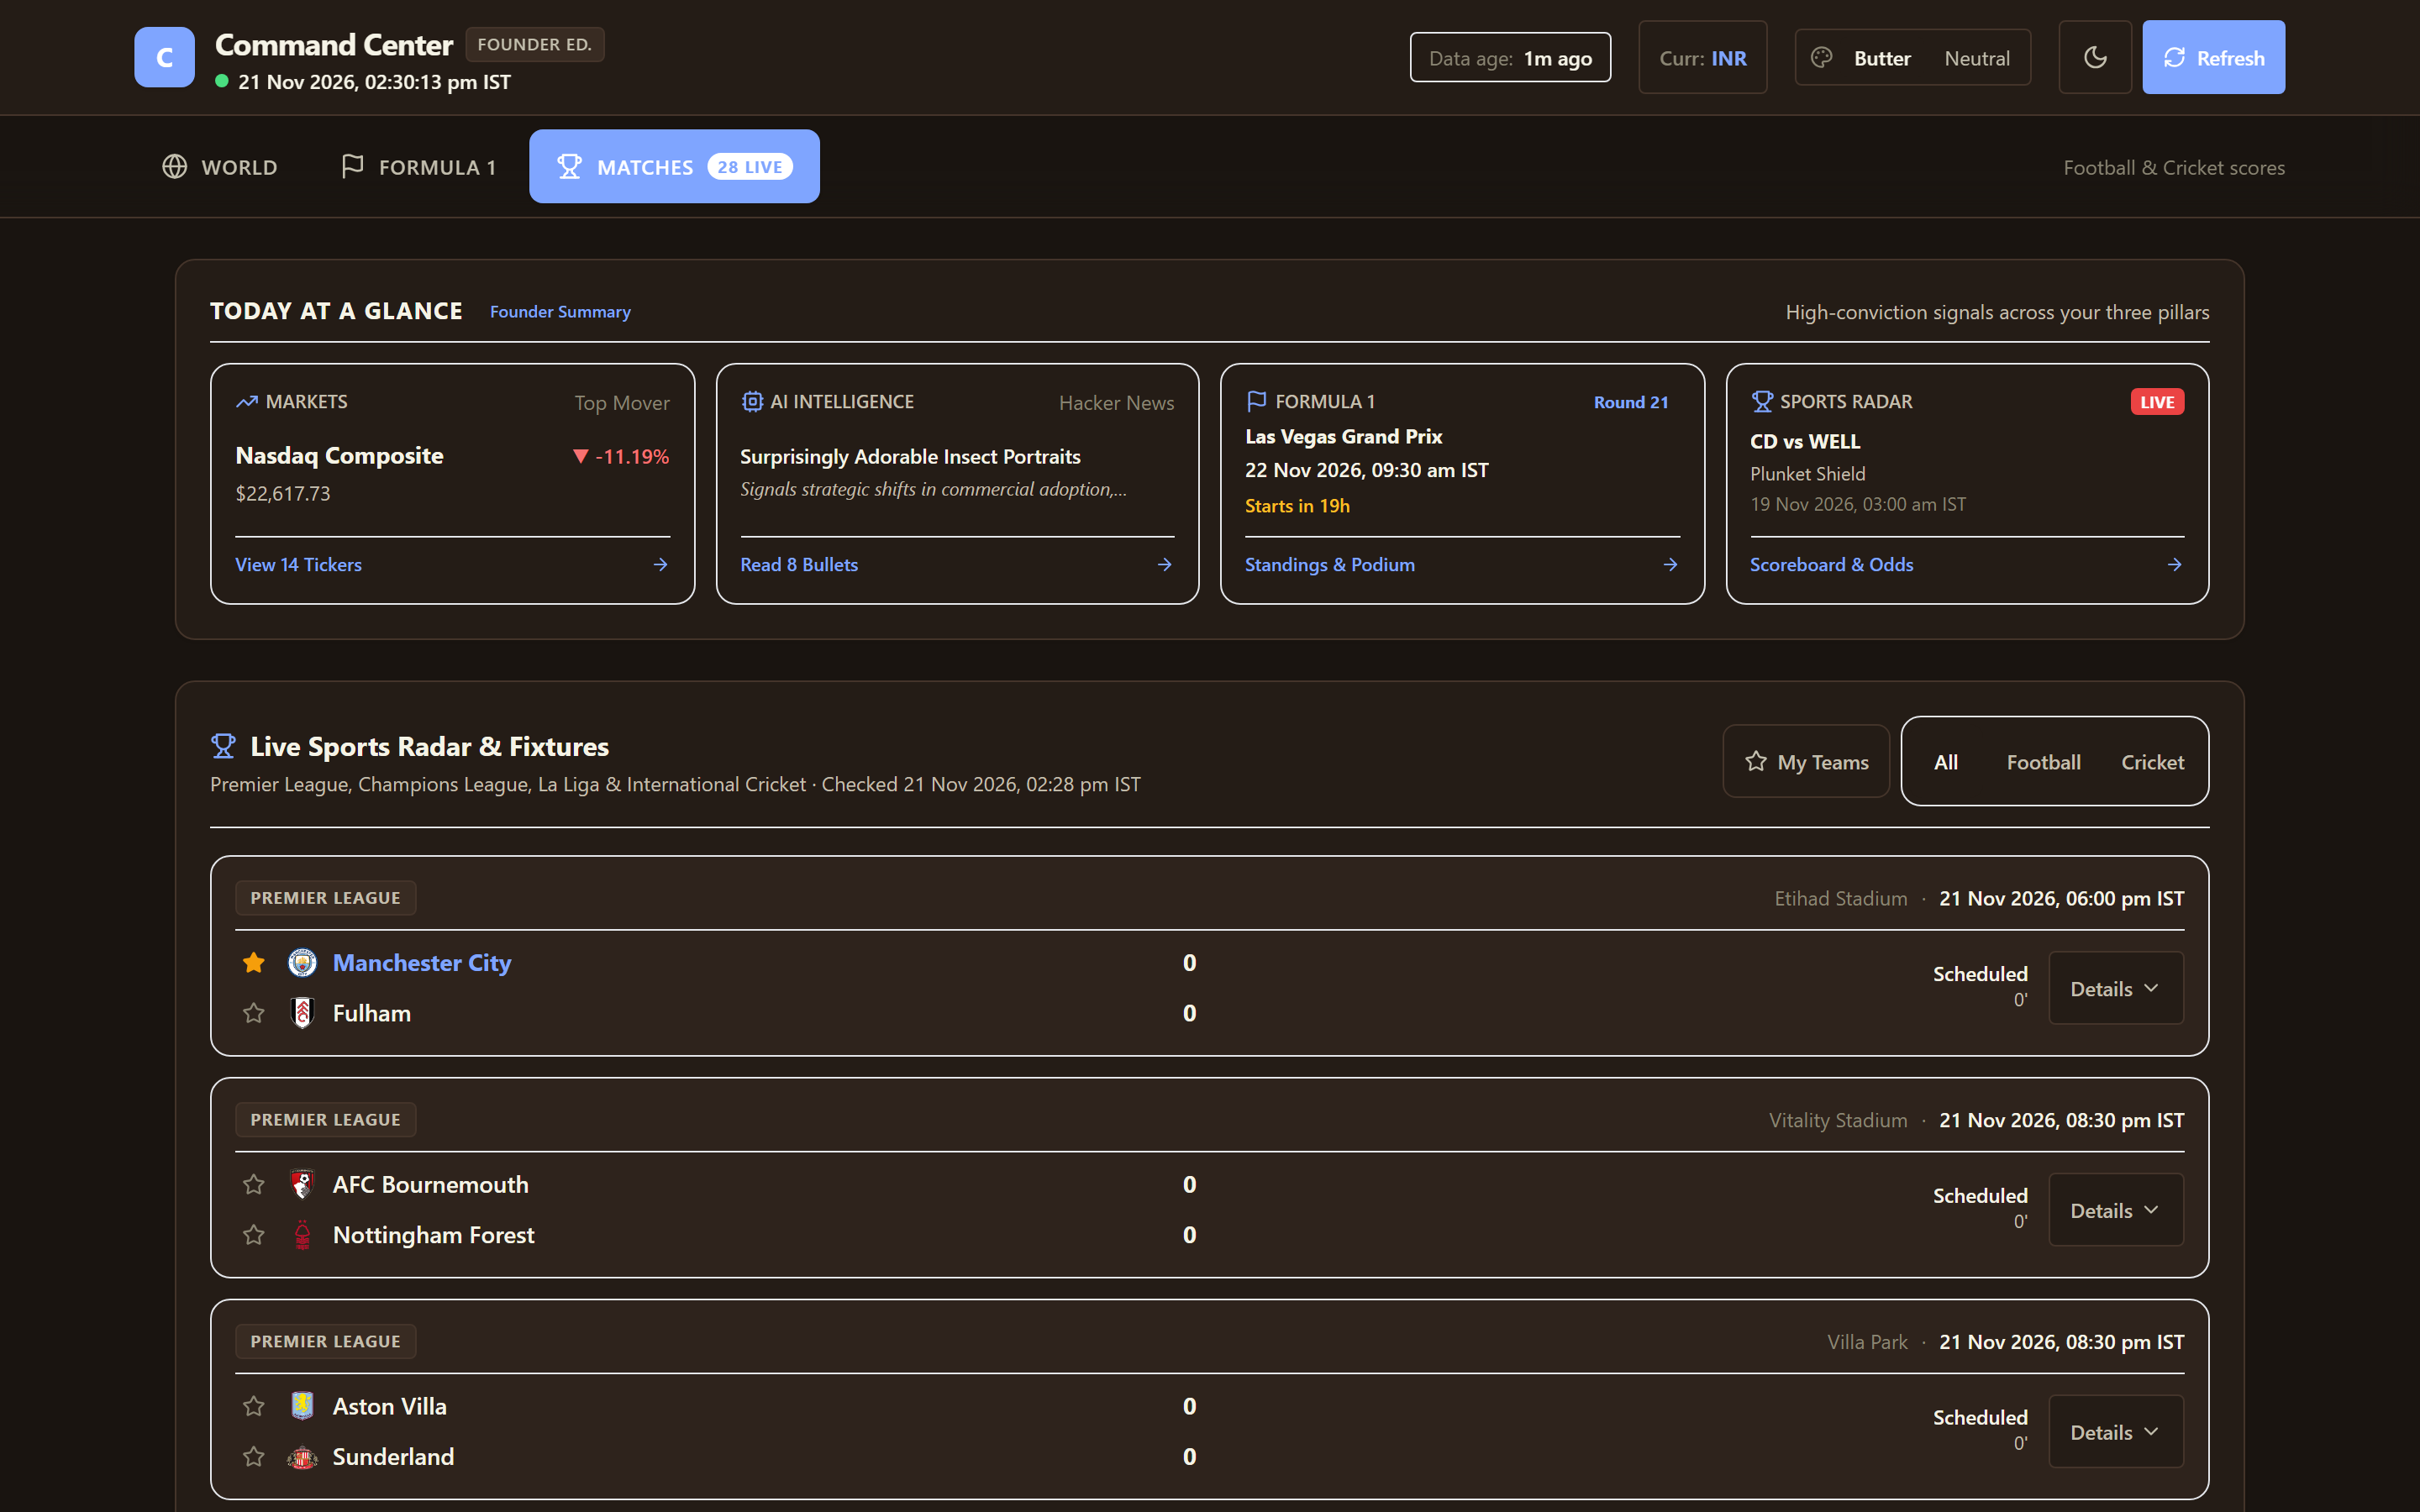 C
Command Center FOUNDER ED.
21 Nov 2026, 02:30:13 pm IST
Data age: 1m ago
Curr: INR
Butter Neutral
Refresh
WORLD
FORMULA 1
MATCHES 28 LIVE
Football & Cricket scores
TODAY AT A GLANCE Founder Summary
High-conviction signals across your three pillars
MARKETS Top Mover
Nasdaq Composite ▼ -11.19%
$22,617.73
View 14 Tickers →
AI INTELLIGENCE Hacker News
Surprisingly Adorable Insect Portraits
Signals strategic shifts in commercial adoption,...
Read 8 Bullets →
FORMULA 1 Round 21
Las Vegas Grand Prix
22 Nov 2026, 09:30 am IST
Starts in 19h
Standings & Podium →
SPORTS RADAR LIVE
CD vs WELL
Plunket Shield
19 Nov 2026, 03:00 am IST
Scoreboard & Odds →
Live Sports Radar & Fixtures
Premier League, Champions League, La Liga & International Cricket · Checked 21 Nov 2026, 02:28 pm IST
My Teams
All Football Cricket
PREMIER LEAGUE
Etihad Stadium · 21 Nov 2026, 06:00 pm IST
Manchester City 0
Fulham 0
Scheduled
0'
Details
PREMIER LEAGUE
Vitality Stadium · 21 Nov 2026, 08:30 pm IST
AFC Bournemouth 0
Nottingham Forest 0
Scheduled
0'
Details
PREMIER LEAGUE
Villa Park · 21 Nov 2026, 08:30 pm IST
Aston Villa 0
Sunderland 0
Scheduled
0'
Details